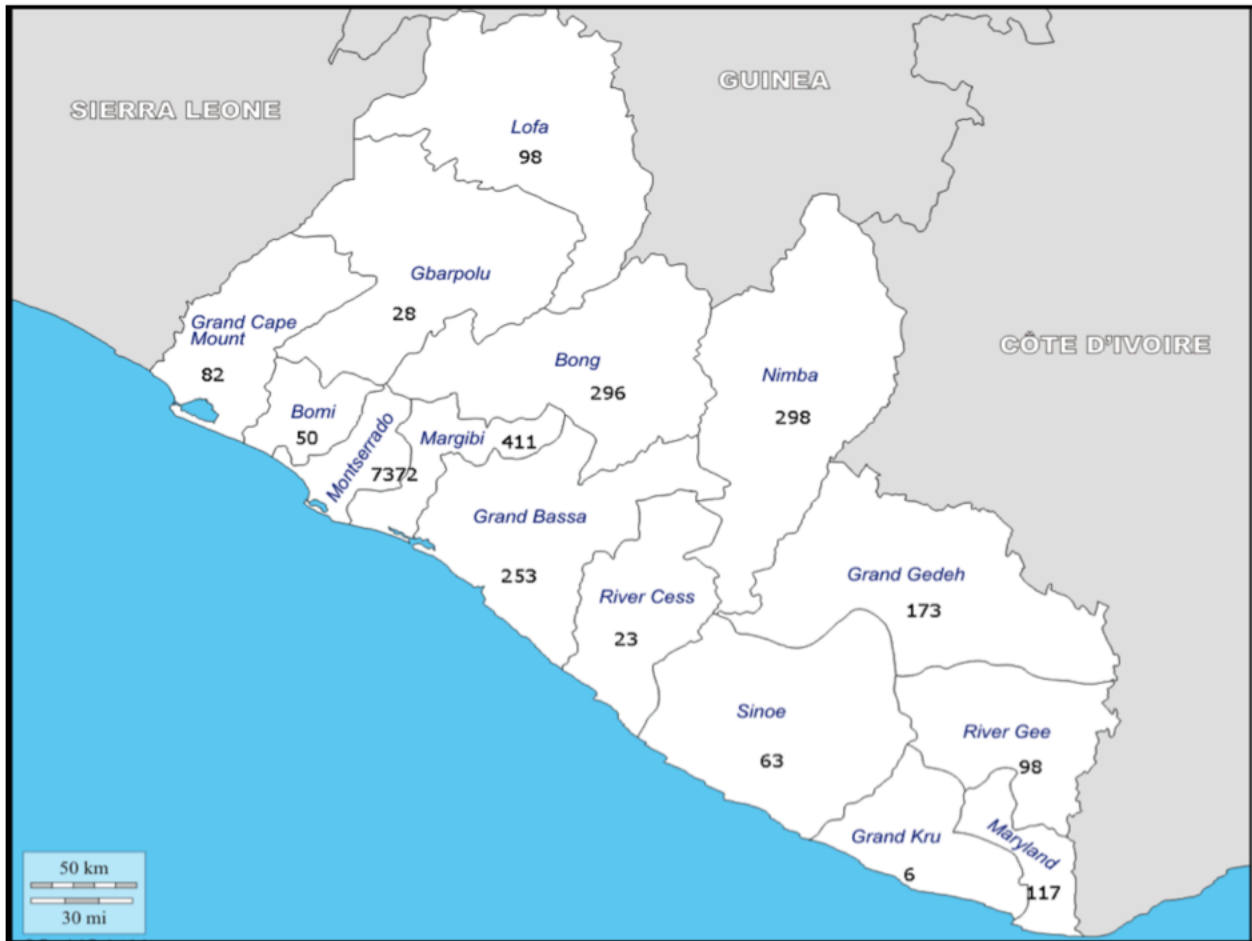 GUINEA
SIERRA LEONE
Lofa
98
Gbarpolu
28
Grand Cape
Mount
82
CÔTE D'IVOIRE
Bong
296
Nimba
298
Bomi
50
Montserrado
7372
Margibi
411
Grand Bassa
253
River Cess
23
Grand Gedeh
173
Sinoe
63
River Gee
98
Grand Kru
6
Maryland
117
50 km
30 mi